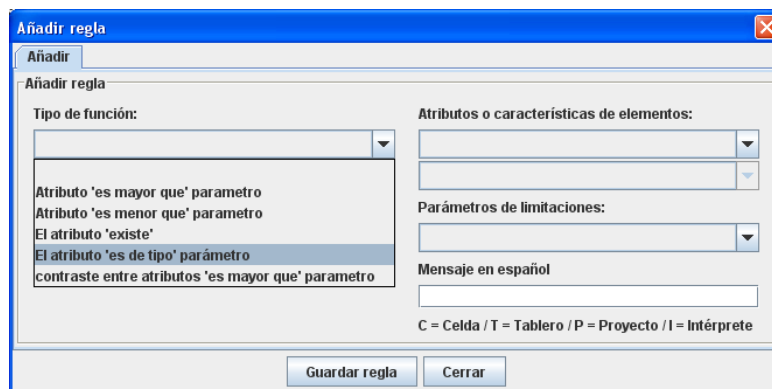 Añadir regla
Añadir
Añadir regla
Tipo de función:
Atributo 'es mayor que' parametro
Atributo 'es menor que' parametro
El atributo 'existe'
El atributo 'es de tipo' parámetro
contraste entre atributos 'es mayor que' parametro
Atributos o características de elementos:
Parámetros de limitaciones:
Mensaje en español
C = Celda / T = Tablero / P = Proyecto / I = Intérprete
Guardar regla
Cerrar